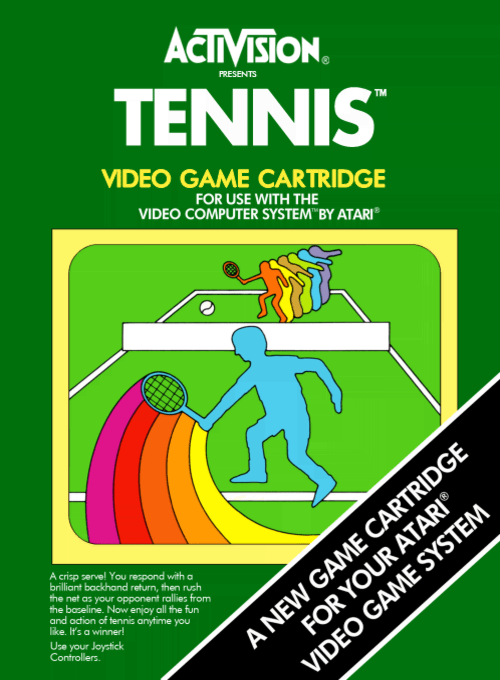 ACTIVISION®
PRESENTS
TENNIS™
VIDEO GAME CARTRIDGE
FOR USE WITH THE
VIDEO COMPUTER SYSTEM™ BY ATARI®
A crisp serve! You respond with a
brilliant backhand return, then rush
the net as your opponent rallies from
the baseline. Now enjoy all the fun
and action of tennis anytime you
like. It's a winner!
Use your Joystick
Controllers.
A NEW GAME CARTRIDGE
FOR YOUR ATARI®
VIDEO GAME SYSTEM